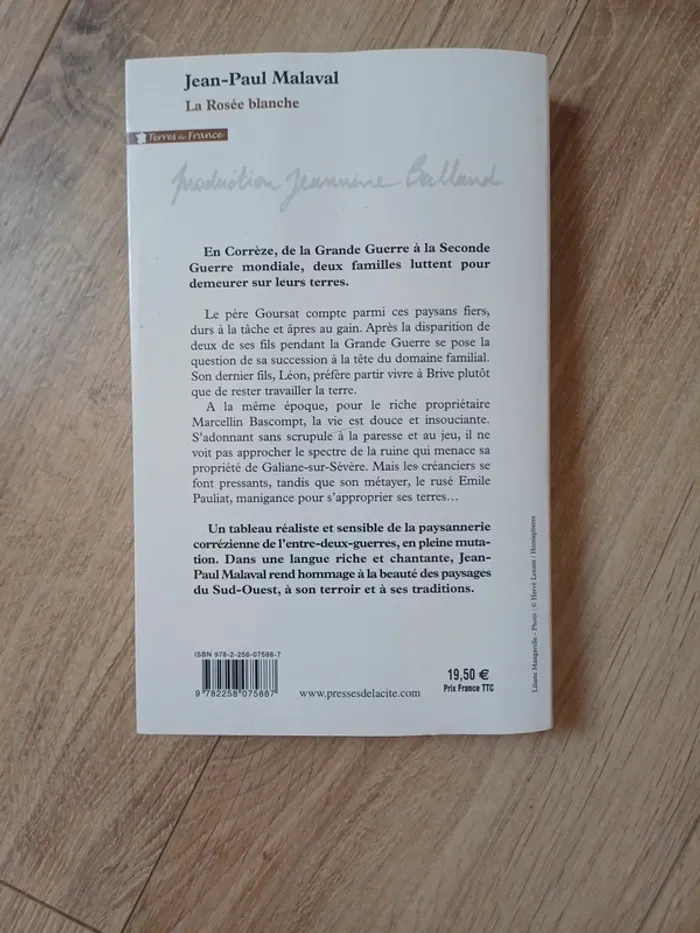 Jean-Paul Malaval
La Rosée blanche
Terres de France
production Jeannine Balland
En Corrèze, de la Grande Guerre à la Seconde
Guerre mondiale, deux familles luttent pour
demeurer sur leurs terres.
Le père Goursat compte parmi ces paysans fiers,
durs à la tâche et âpres au gain. Après la disparition de
deux de ses fils pendant la Grande Guerre se pose la
question de sa succession à la tête du domaine familial.
Son dernier fils, Léon, préfère partir vivre à Brive plutôt
que de rester travailler la terre.
A la même époque, pour le riche propriétaire
Marcellin Bascompt, la vie est douce et insouciante.
S'adonnant sans scrupule à la paresse et au jeu, il ne
voit pas approcher le spectre de la ruine qui menace sa
propriété de Galiane-sur-Sévère. Mais les créanciers se
font pressants, tandis que son métayer, le rusé Emile
Pauliat, manigance pour s'approprier ses terres…
Un tableau réaliste et sensible de la paysannerie
corrézienne de l'entre-deux-guerres, en pleine muta-
tion. Dans une langue riche et chantante, Jean-
Paul Malaval rend hommage à la beauté des paysages
du Sud-Ouest, à son terroir et à ses traditions.
ISBN 978-2-258-07588-7
9 782258 075887
www.pressesdelacite.com
19,50 €
Prix France TTC
Liliane Mangavelle - Photo : © Hervé Lenain / Hemisphères